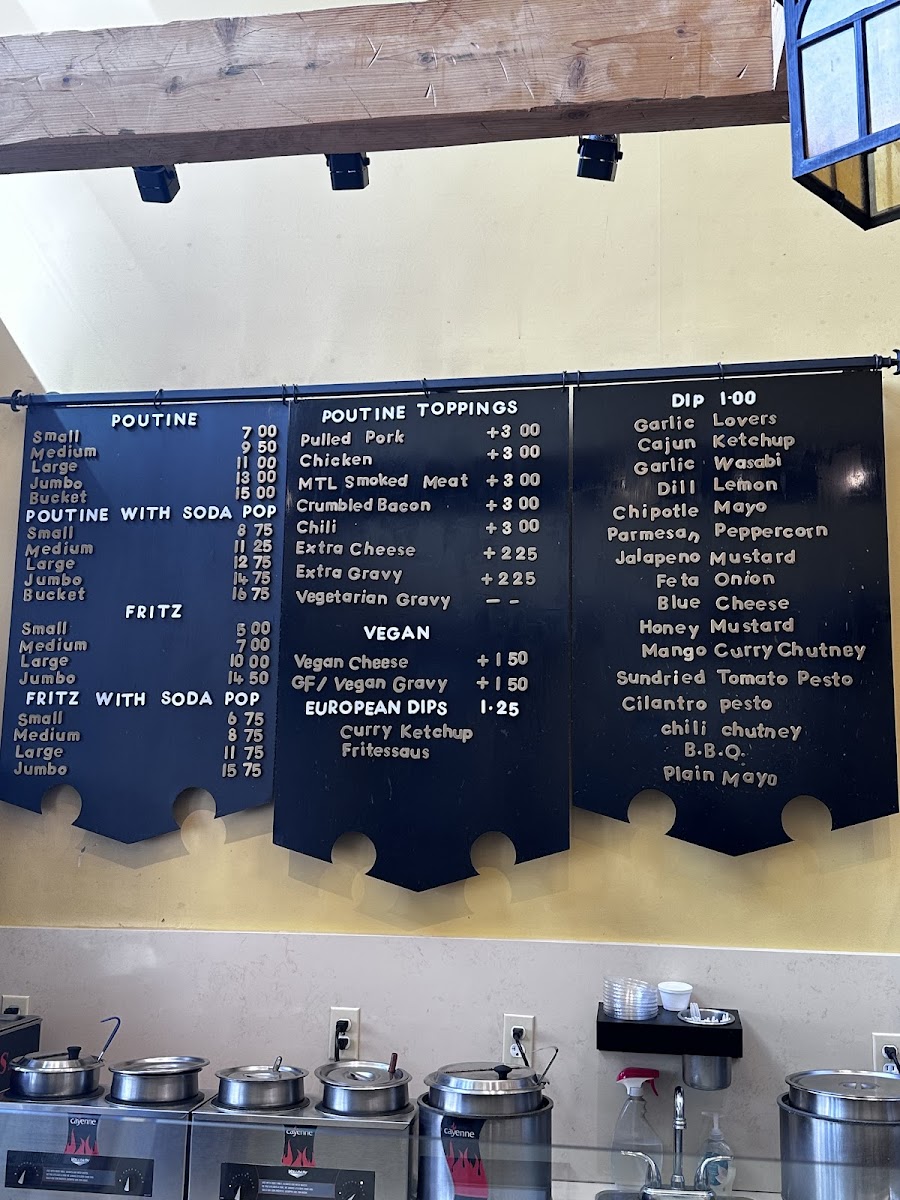 POUTINE
Small 7 00
Medium 9 50
Large 11 00
Jumbo 13 00
Bucket 15 00
POUTINE WITH SODA POP
Small 8 75
Medium 11 25
Large 12 75
Jumbo 14 75
Bucket 16 75
FRITZ
Small 5 00
Medium 7 00
Large 10 00
Jumbo 14 50
FRITZ WITH SODA POP
Small 6 75
Medium 8 75
Large 11 75
Jumbo 15 75
POUTINE TOPPINGS
Pulled Pork +3 00
Chicken +3 00
MTL Smoked Meat +3 00
Crumbled Bacon +3 00
Chili +3 00
Extra Cheese +2 25
Extra Gravy +2 25
Vegetarian Gravy – –
VEGAN
Vegan Cheese +1 50
GF/ Vegan Gravy +1 50
EUROPEAN DIPS 1.25
Curry Ketchup
Fritessaus
DIP 1.00
Garlic Lovers
Cajun Ketchup
Garlic Wasabi
Dill Lemon
Chipotle Mayo
Parmesan Peppercorn
Jalapeno Mustard
Feta Onion
Blue Cheese
Honey Mustard
Mango Curry Chutney
Sundried Tomato Pesto
Cilantro pesto
chili chutney
B.B.Q.
Plain Mayo
cayenne
cayenne
cayenne